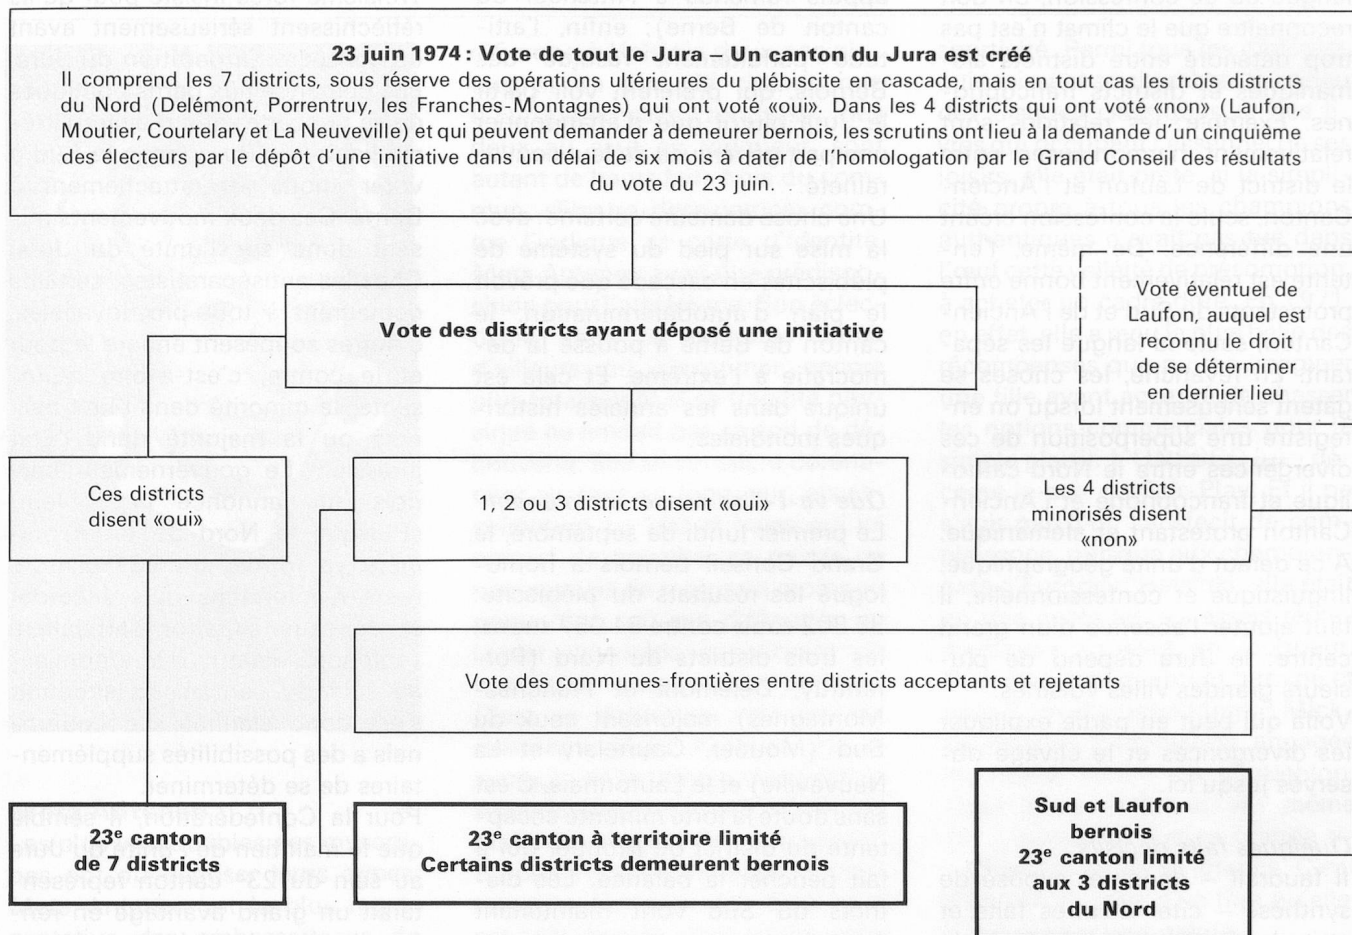 23 juin 1974: Vote de tout le Jura – Un canton du Jura est créé
Il comprend les 7 districts, sous réserve des opérations ultérieures du plébiscite en cascade, mais en tout cas les trois districts
du Nord (Delémont, Porrentruy, les Franches-Montagnes) qui ont voté «oui». Dans les 4 districts qui ont voté «non» (Laufon,
Moutier, Courtelary et La Neuveville) et qui peuvent demander à demeurer bernois, les scrutins ont lieu à la demande d'un cinquième
des électeurs par le dépôt d'une initiative dans un délai de six mois à dater de l'homologation par le Grand Conseil des résultats
du vote du 23 juin.
Vote des districts ayant déposé une initiative
Vote éventuel de
Laufon, auquel est
reconnu le droit
de se déterminer
en dernier lieu
Ces districts
disent «oui»
1, 2 ou 3 districts disent «oui»
Les 4 districts
minorisés disent
«non»
Vote des communes-frontières entre districts acceptants et rejetants
23e canton
de 7 districts
23e canton à territoire limité
Certains districts demeurent bernois
Sud et Laufon
bernois
23e canton limité
aux 3 districts
du Nord